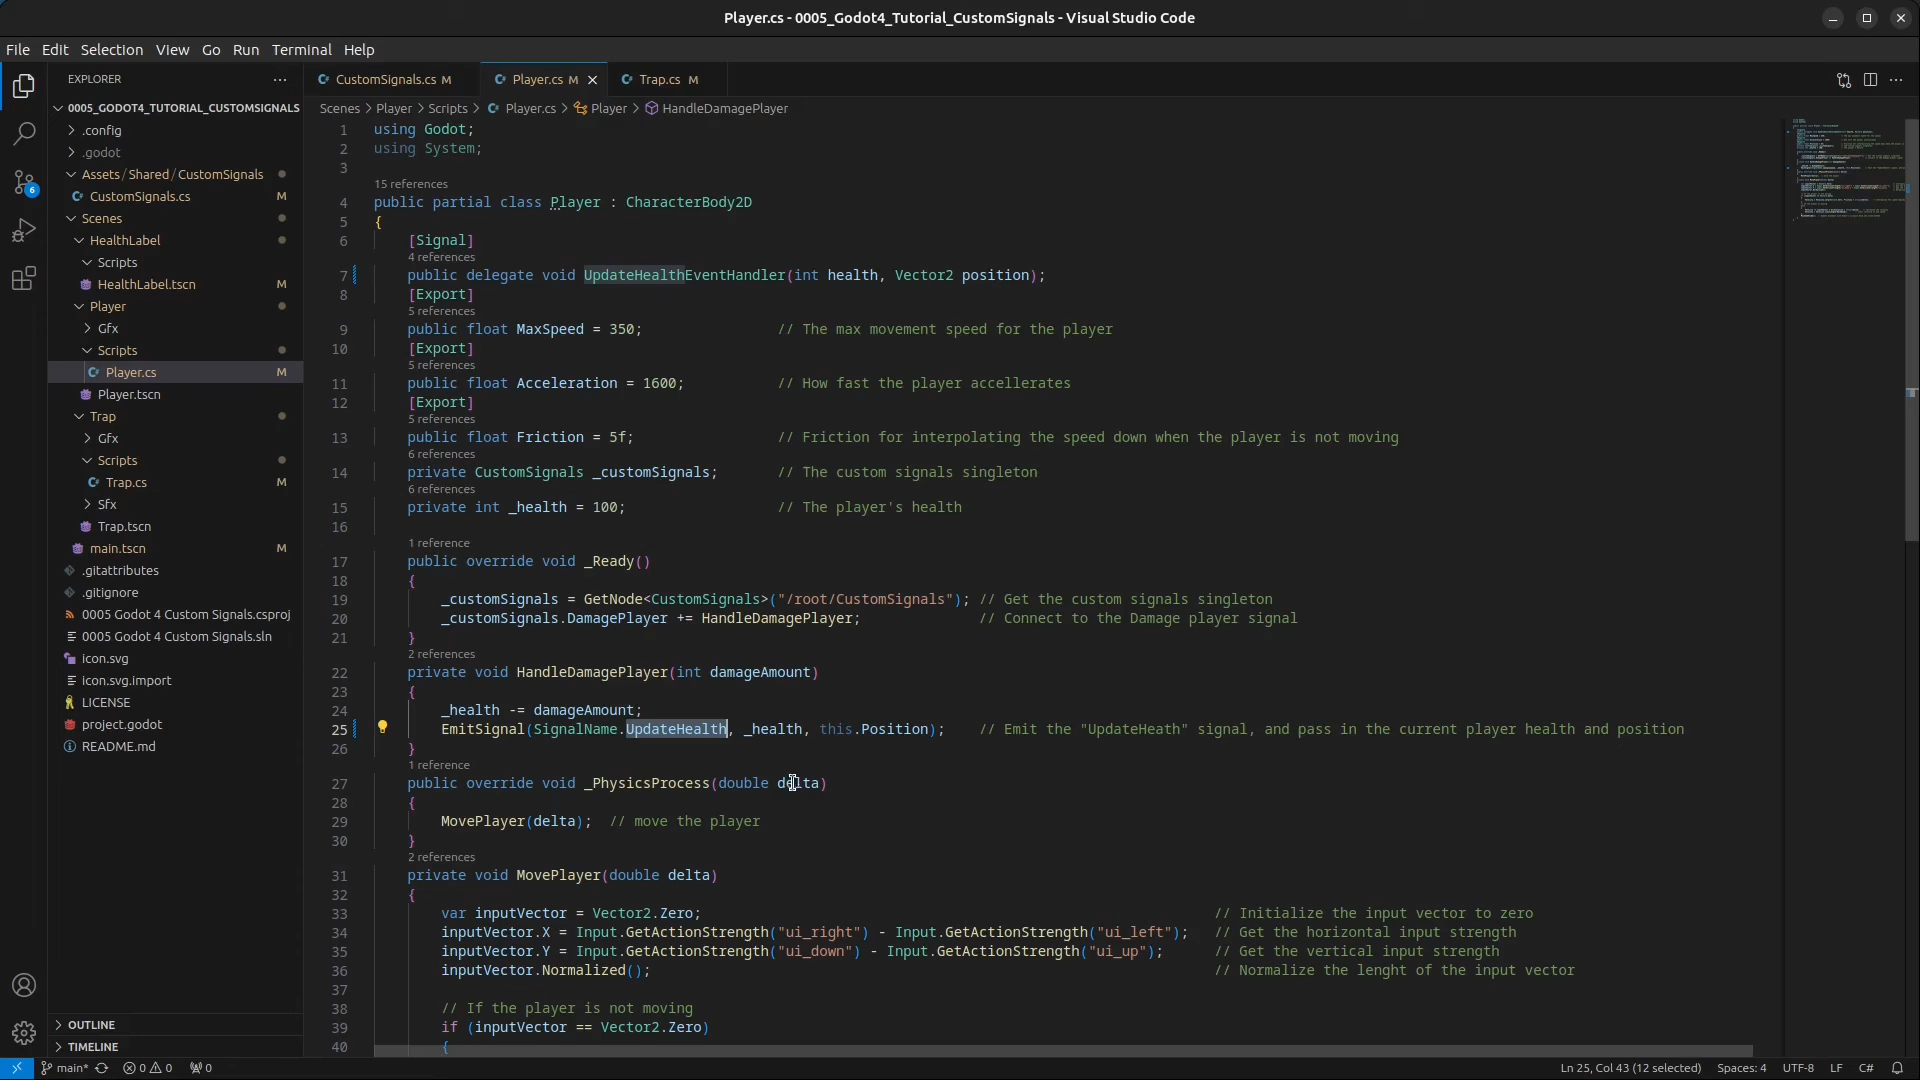 Player.cs - 0005_Godot4_Tutorial_CustomSignals - Visual Studio Code
File Edit Selection View Go Run Terminal Help
EXPLORER
CustomSignals.cs M
Player.cs M
Trap.cs M
0005_GODOT4_TUTORIAL_CUSTOMSIGNALS
.config
.godot
Assets / Shared / CustomSignals
CustomSignals.cs M
Scenes
HealthLabel
Scripts
HealthLabel.tscn M
Player
Gfx
Scripts
Player.cs M
Player.tscn
Trap
Gfx
Scripts
Trap.cs M
Sfx
Trap.tscn
main.tscn M
.gitattributes
.gitignore
0005 Godot 4 Custom Signals.csproj
0005 Godot 4 Custom Signals.sln
icon.svg
icon.svg.import
LICENSE
project.godot
README.md
OUTLINE
TIMELINE
6
Scenes > Player > Scripts > Player.cs > Player > HandleDamagePlayer
1 using Godot;
2 using System;
3
15 references
4 public partial class Player : CharacterBody2D
5 {
6 [Signal]
4 references
7 public delegate void UpdateHealthEventHandler(int health, Vector2 position);
8 [Export]
5 references
9 public float MaxSpeed = 350; // The max movement speed for the player
10 [Export]
5 references
11 public float Acceleration = 1600; // How fast the player accellerates
12 [Export]
5 references
13 public float Friction = 5f; // Friction for interpolating the speed down when the player is not moving
6 references
14 private CustomSignals _customSignals; // The custom signals singleton
6 references
15 private int _health = 100; // The player's health
16
1 reference
17 public override void _Ready()
18 {
19 _customSignals = GetNode<CustomSignals>("/root/CustomSignals"); // Get the custom signals singleton
20 _customSignals.DamagePlayer += HandleDamagePlayer; // Connect to the Damage player signal
21 }
2 references
22 private void HandleDamagePlayer(int damageAmount)
23 {
24 _health -= damageAmount;
25 EmitSignal(SignalName.UpdateHealth, _health, this.Position); // Emit the "UpdateHeath" signal, and pass in the current player health and position
26 }
1 reference
27 public override void _PhysicsProcess(double delta)
28 {
29 MovePlayer(delta); // move the player
30 }
2 references
31 private void MovePlayer(double delta)
32 {
33 var inputVector = Vector2.Zero; // Initialize the input vector to zero
34 inputVector.X = Input.GetActionStrength("ui_right") - Input.GetActionStrength("ui_left"); // Get the horizontal input strength
35 inputVector.Y = Input.GetActionStrength("ui_down") - Input.GetActionStrength("ui_up"); // Get the vertical input strength
36 inputVector.Normalized(); // Normalize the lenght of the input vector
37
38 // If the player is not moving
39 if (inputVector == Vector2.Zero)
40 {
main* 0 0 0 Ln 25, Col 43 (12 selected) Spaces: 4 UTF-8 LF C#